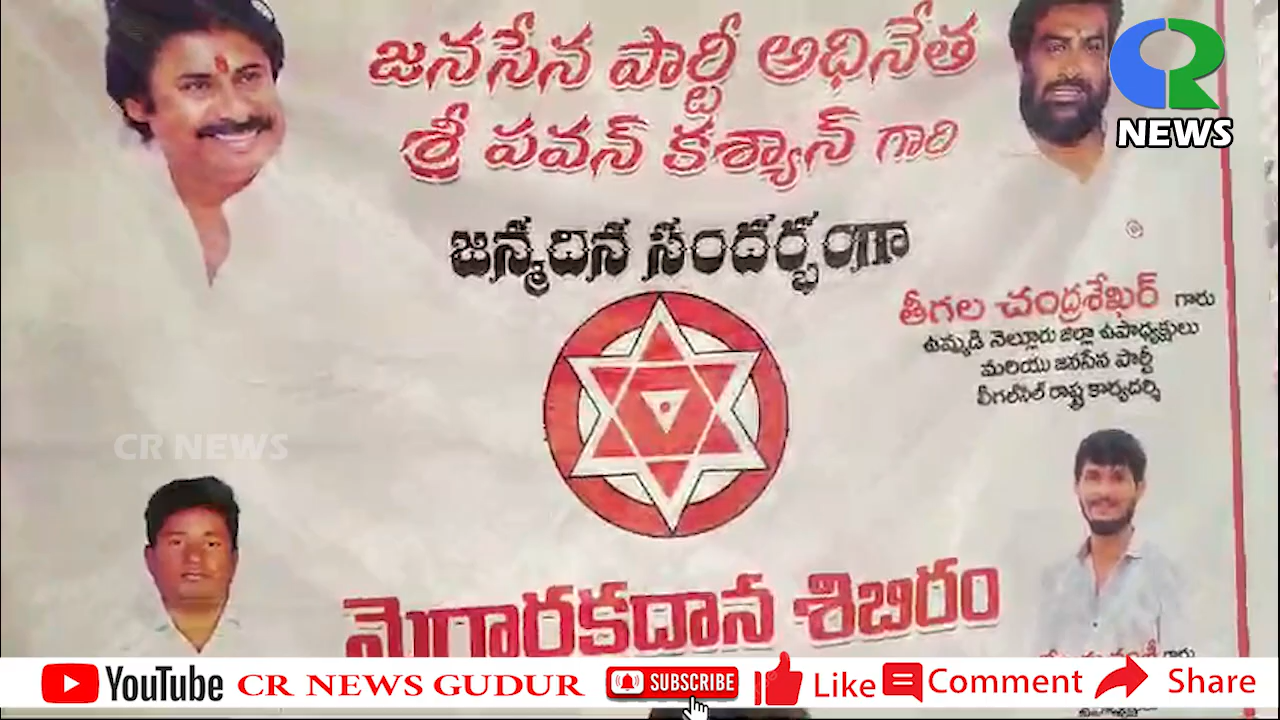 జనసేన పార్టీ అధినేత
శ్రీ పవన్ కళ్యాణ్ గారి
జన్మదిన సందర్భంగా
CR
NEWS
తీగల చంద్రశేఖర్ గారు
ఉమ్మడి నెల్లూరు జిల్లా ఉపాధ్యక్షులు
మరియు జనసేన పార్టీ
లీగల్‌సెల్ రాష్ట్ర కార్యదర్శి
CR NEWS
మెగారక్తదాన శిబిరం
గారు
YouTube CR NEWS GUDUR SUBSCRIBE Like Comment Share